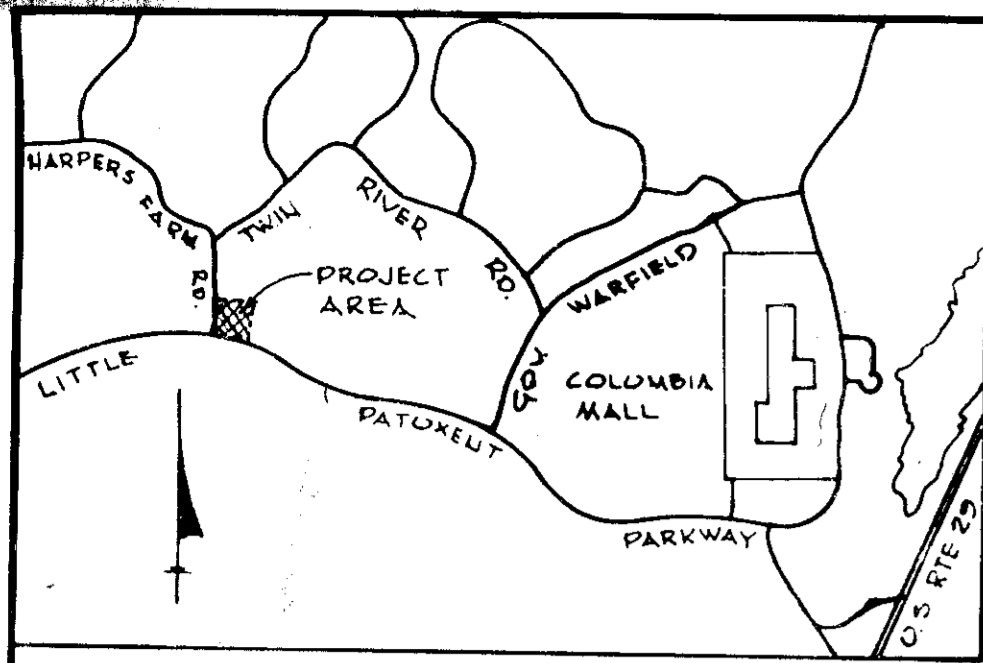 HARPERS FARM RD.
TWIN RIVER RD.
PROJECT
AREA
GOV WARFIELD
COLUMBIA
MALL
LITTLE PATUXENT PARKWAY
U.S RTE 29